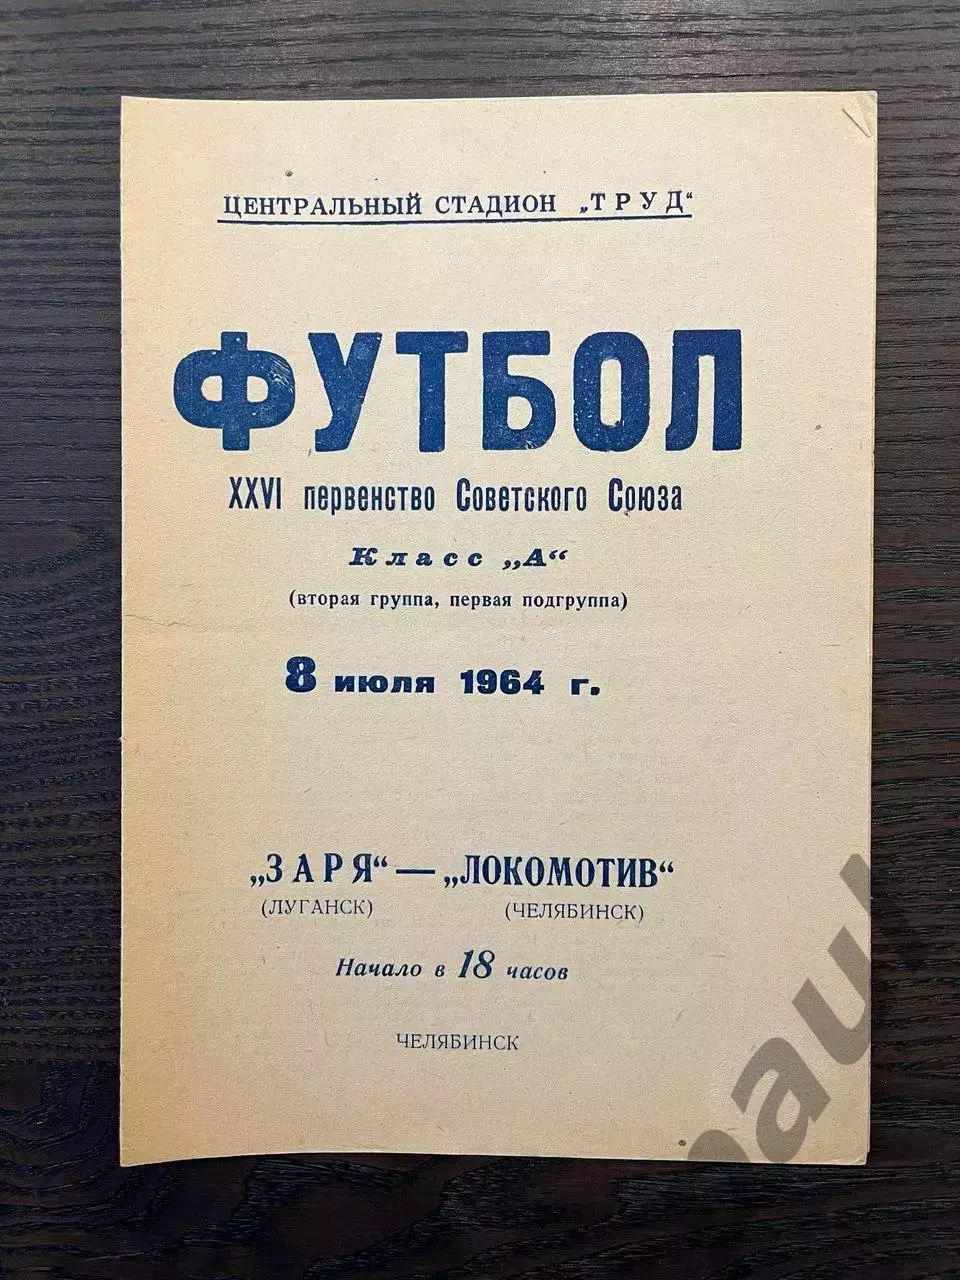 ЦЕНТРАЛЬНЫЙ СТАДИОН „ТРУД“
ФУТБОЛ
XXVI первенство Советского Союза
Класс „А“
(вторая группа, первая подгруппа)
8 июля 1964 г.
„ЗАРЯ“ — „ЛОКОМОТИВ“
(ЛУГАНСК) (ЧЕЛЯБИНСК)
Начало в 18 часов
ЧЕЛЯБИНСК